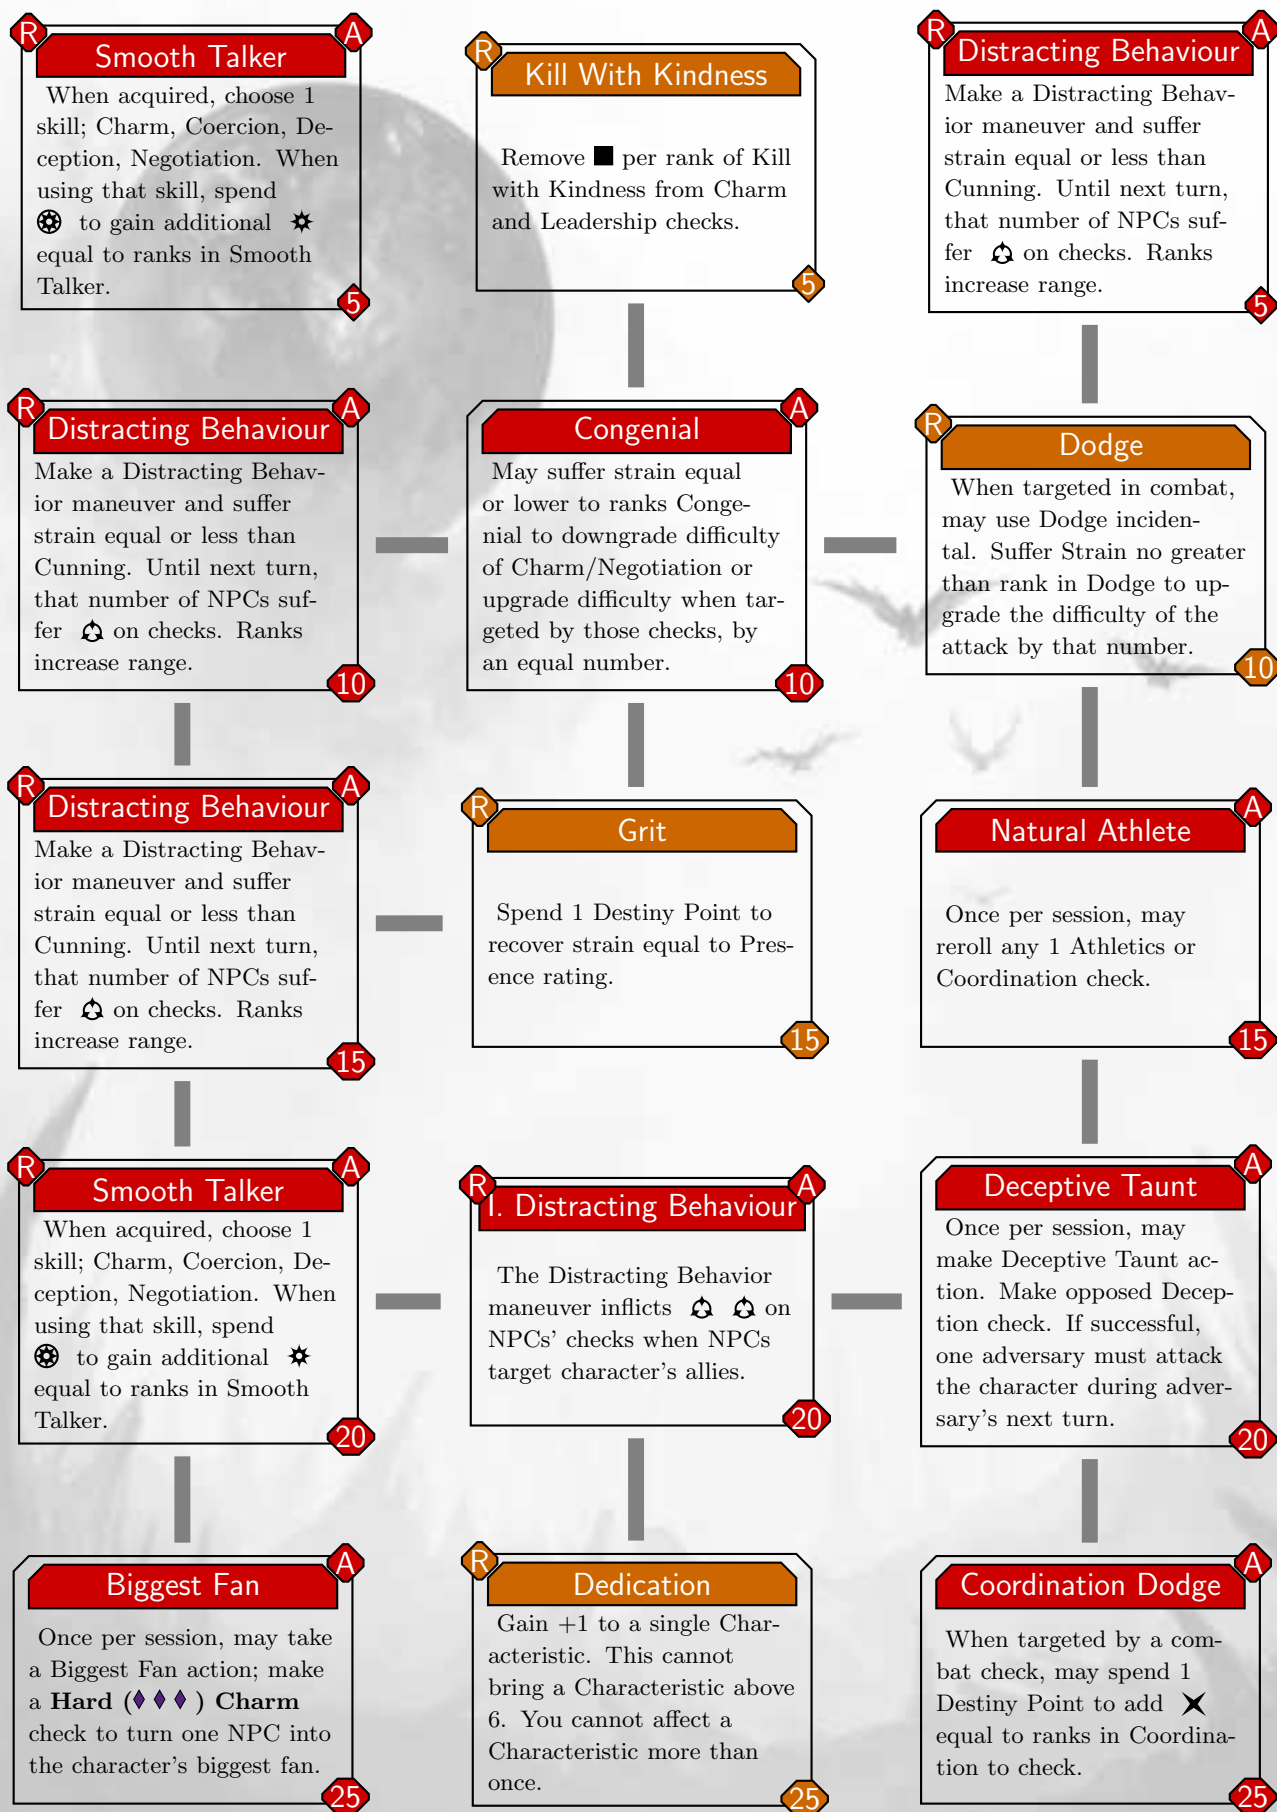 R A
Smooth Talker
When acquired, choose 1
skill; Charm, Coercion, De-
ception, Negotiation. When
using that skill, spend
to gain additional
equal to ranks in Smooth
Talker.
5
R
Kill With Kindness
Remove ■ per rank of Kill
with Kindness from Charm
and Leadership checks.
5
R A
Distracting Behaviour
Make a Distracting Behav-
ior maneuver and suffer
strain equal or less than
Cunning. Until next turn,
that number of NPCs suf-
fer on checks. Ranks
increase range.
5
R A
Distracting Behaviour
Make a Distracting Behav-
ior maneuver and suffer
strain equal or less than
Cunning. Until next turn,
that number of NPCs suf-
fer on checks. Ranks
increase range.
10
A
Congenial
May suffer strain equal
or lower to ranks Conge-
nial to downgrade difficulty
of Charm/Negotiation or
upgrade difficulty when tar-
geted by those checks, by
an equal number.
10
R
Dodge
When targeted in combat,
may use Dodge inciden-
tal. Suffer Strain no greater
than rank in Dodge to up-
grade the difficulty of the
attack by that number.
10
R A
Distracting Behaviour
Make a Distracting Behav-
ior maneuver and suffer
strain equal or less than
Cunning. Until next turn,
that number of NPCs suf-
fer on checks. Ranks
increase range.
15
R
Grit
Spend 1 Destiny Point to
recover strain equal to Pres-
ence rating.
15
A
Natural Athlete
Once per session, may
reroll any 1 Athletics or
Coordination check.
15
R A
Smooth Talker
When acquired, choose 1
skill; Charm, Coercion, De-
ception, Negotiation. When
using that skill, spend
to gain additional
equal to ranks in Smooth
Talker.
20
R A
I. Distracting Behaviour
The Distracting Behavior
maneuver inflicts on
NPCs' checks when NPCs
target character's allies.
20
A
Deceptive Taunt
Once per session, may
make Deceptive Taunt ac-
tion. Make opposed Decep-
tion check. If successful,
one adversary must attack
the character during adver-
sary's next turn.
20
A
Biggest Fan
Once per session, may take
a Biggest Fan action; make
a Hard (♦ ♦ ♦ ) Charm
check to turn one NPC into
the character's biggest fan.
25
R
Dedication
Gain +1 to a single Char-
acteristic. This cannot
bring a Characteristic above
6. You cannot affect a
Characteristic more than
once.
25
A
Coordination Dodge
When targeted by a com-
bat check, may spend 1
Destiny Point to add
equal to ranks in Coordina-
tion to check.
25